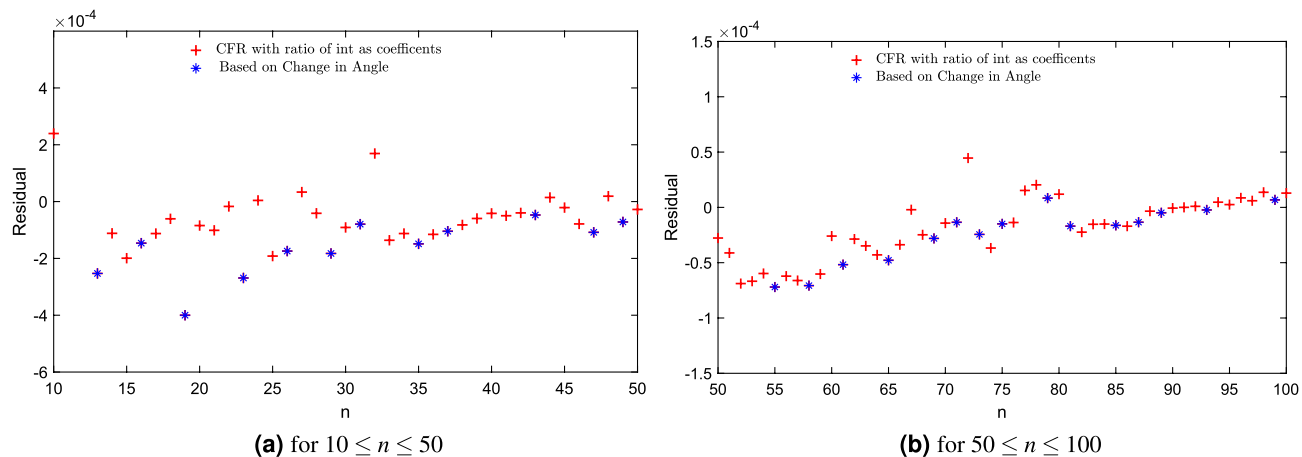 ×10-4
CFR with ratio of int as coefficents
Based on Change in Angle
4
2
0
-2
-4
-6
Residual
10 15 20 25 30 35 40 45 50
n
(a) for 10 ≤ n ≤ 50
×10-4
1.5
CFR with ratio of int as coefficents
Based on Change in Angle
1
0.5
0
-0.5
-1
-1.5
Residual
50 55 60 65 70 75 80 85 90 95 100
n
(b) for 50 ≤ n ≤ 100